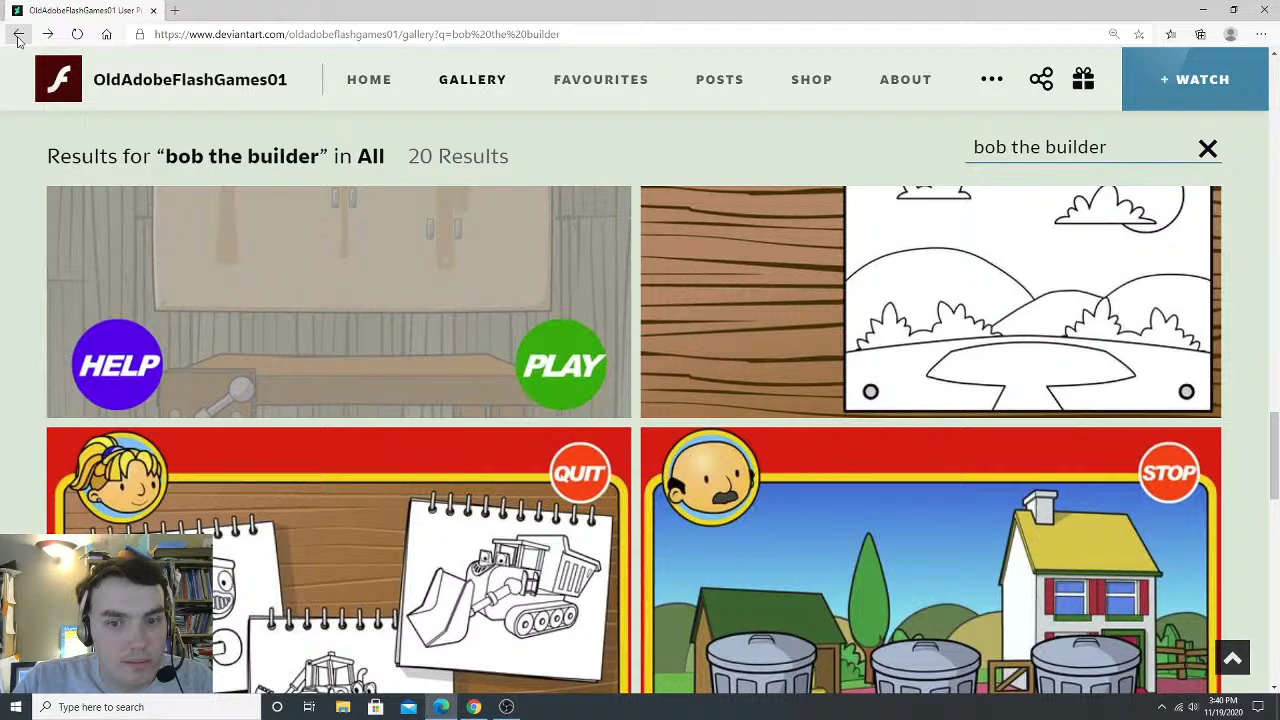 OldAdobeFlashGames01 User Pr
https://www.deviantart.com/oldadobeflashgames01/gallery?q=bob%20the%20builder
OldAdobeFlashGames01
HOME
GALLERY
FAVOURITES
POSTS
SHOP
ABOUT
+ WATCH
Results for “bob the builder” in All 20 Results
bob the builder
HELP
PLAY
QUIT
STOP
Type here to search
3:40 PM
11/19/2020